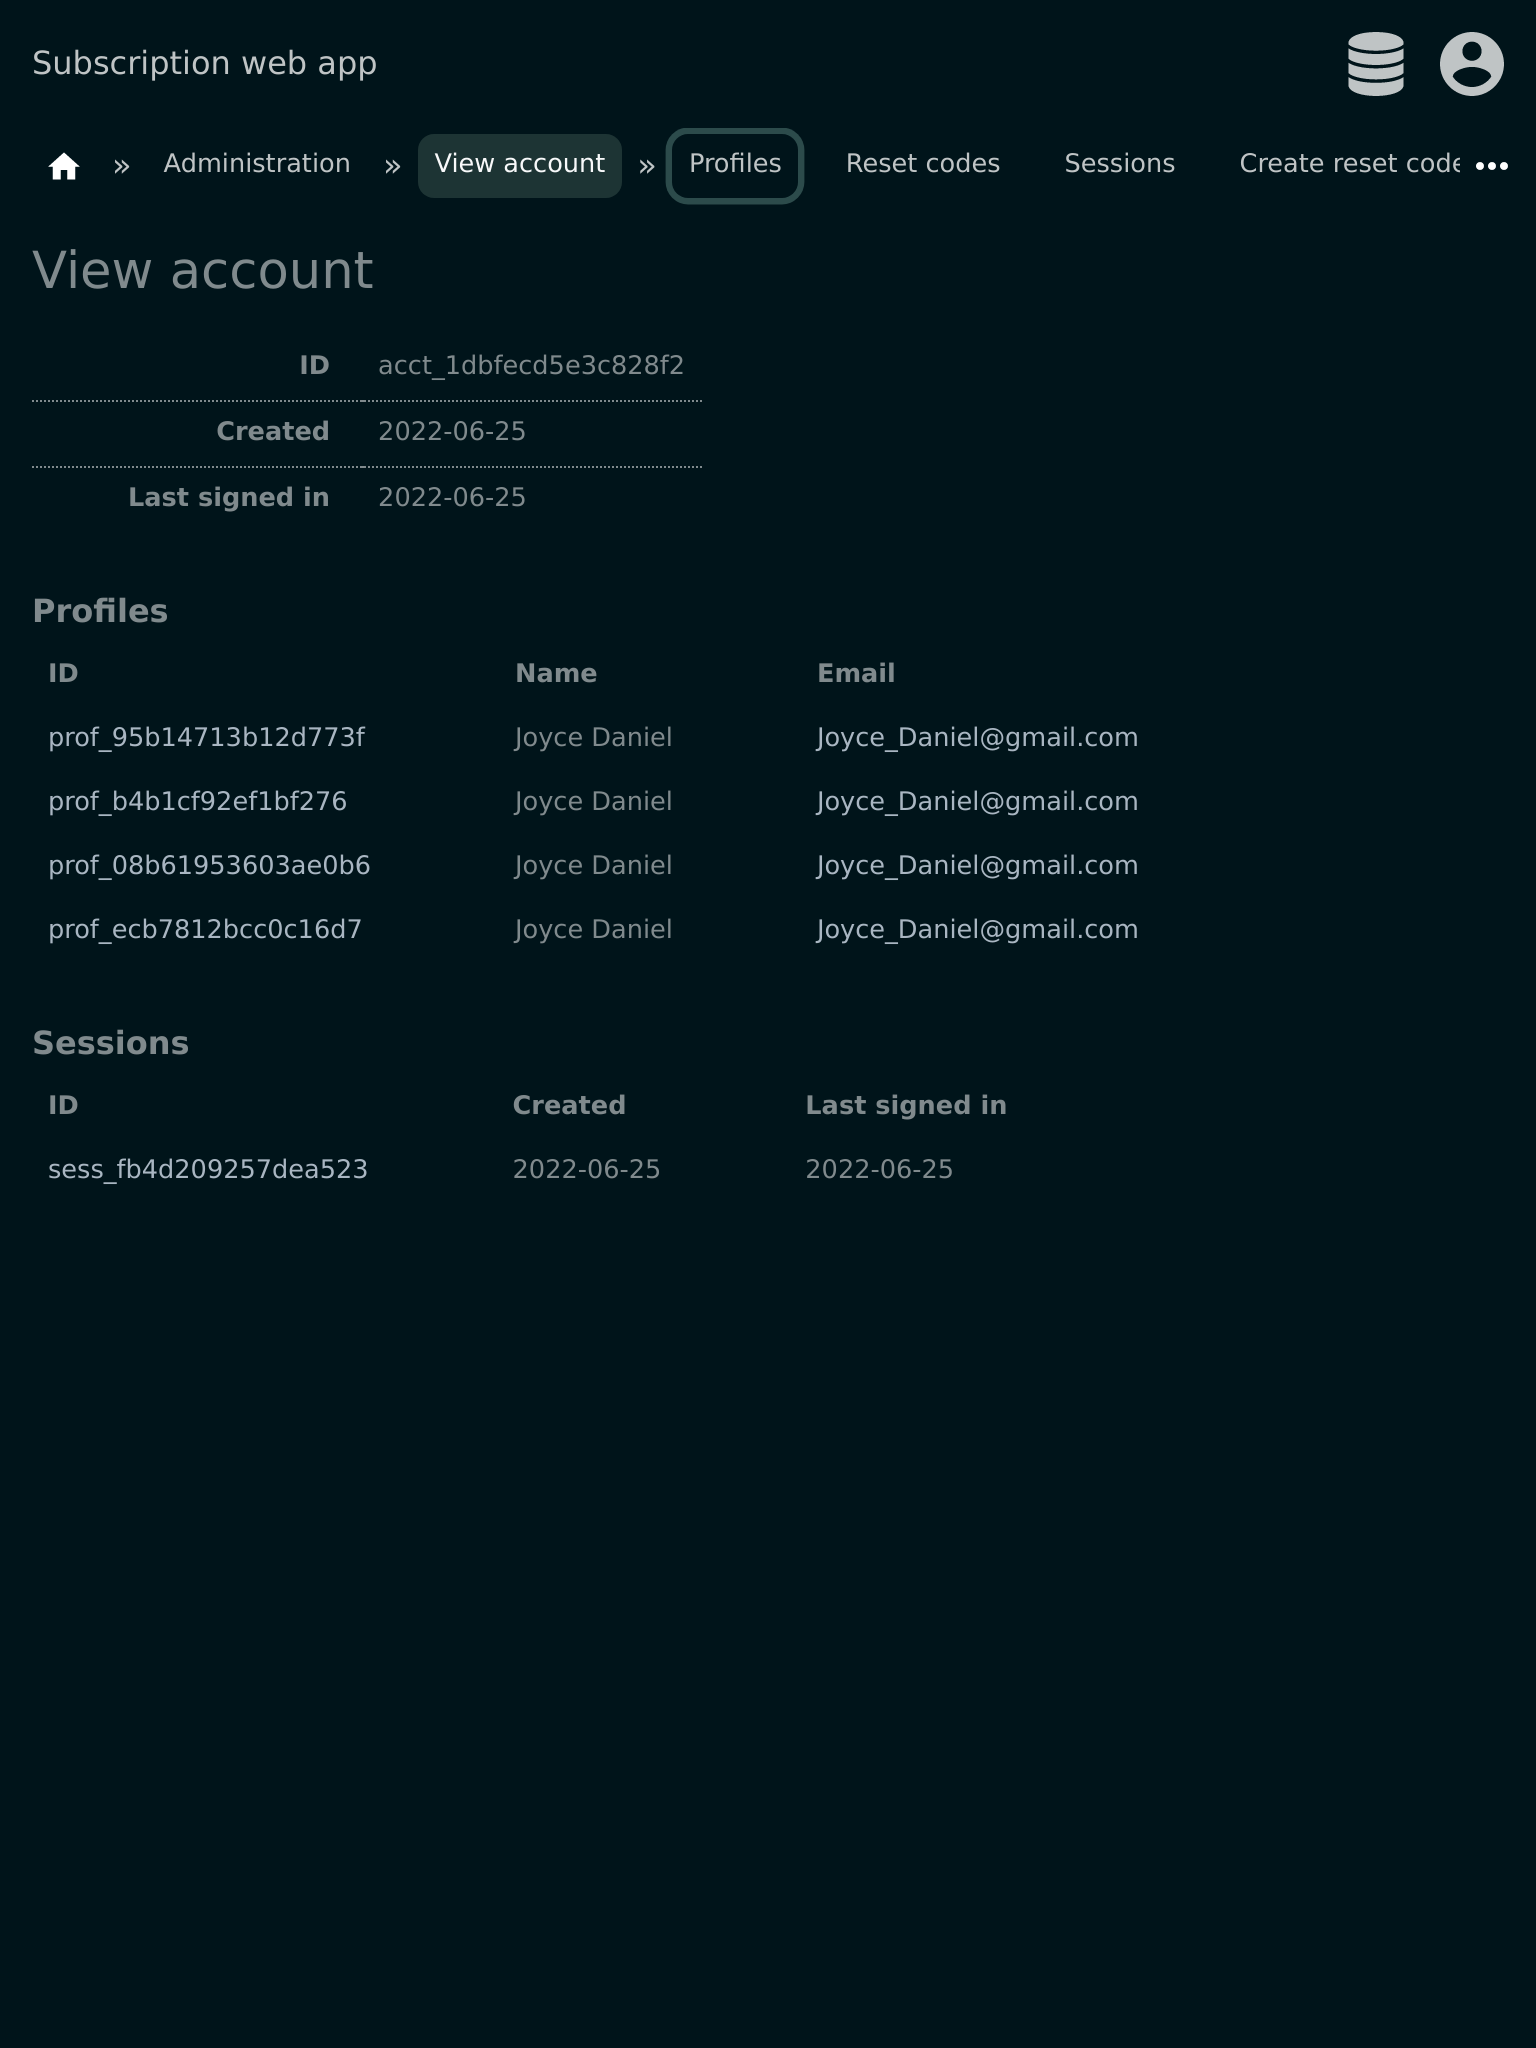 Subscription web app
» Administration » View account » Profiles Reset codes Sessions Create reset code
View account
ID acct_1dbfecd5e3c828f2
Created 2022-06-25
Last signed in 2022-06-25
Profiles
ID Name Email
prof_95b14713b12d773f Joyce Daniel Joyce_Daniel@gmail.com
prof_b4b1cf92ef1bf276 Joyce Daniel Joyce_Daniel@gmail.com
prof_08b61953603ae0b6 Joyce Daniel Joyce_Daniel@gmail.com
prof_ecb7812bcc0c16d7 Joyce Daniel Joyce_Daniel@gmail.com
Sessions
ID Created Last signed in
sess_fb4d209257dea523 2022-06-25 2022-06-25